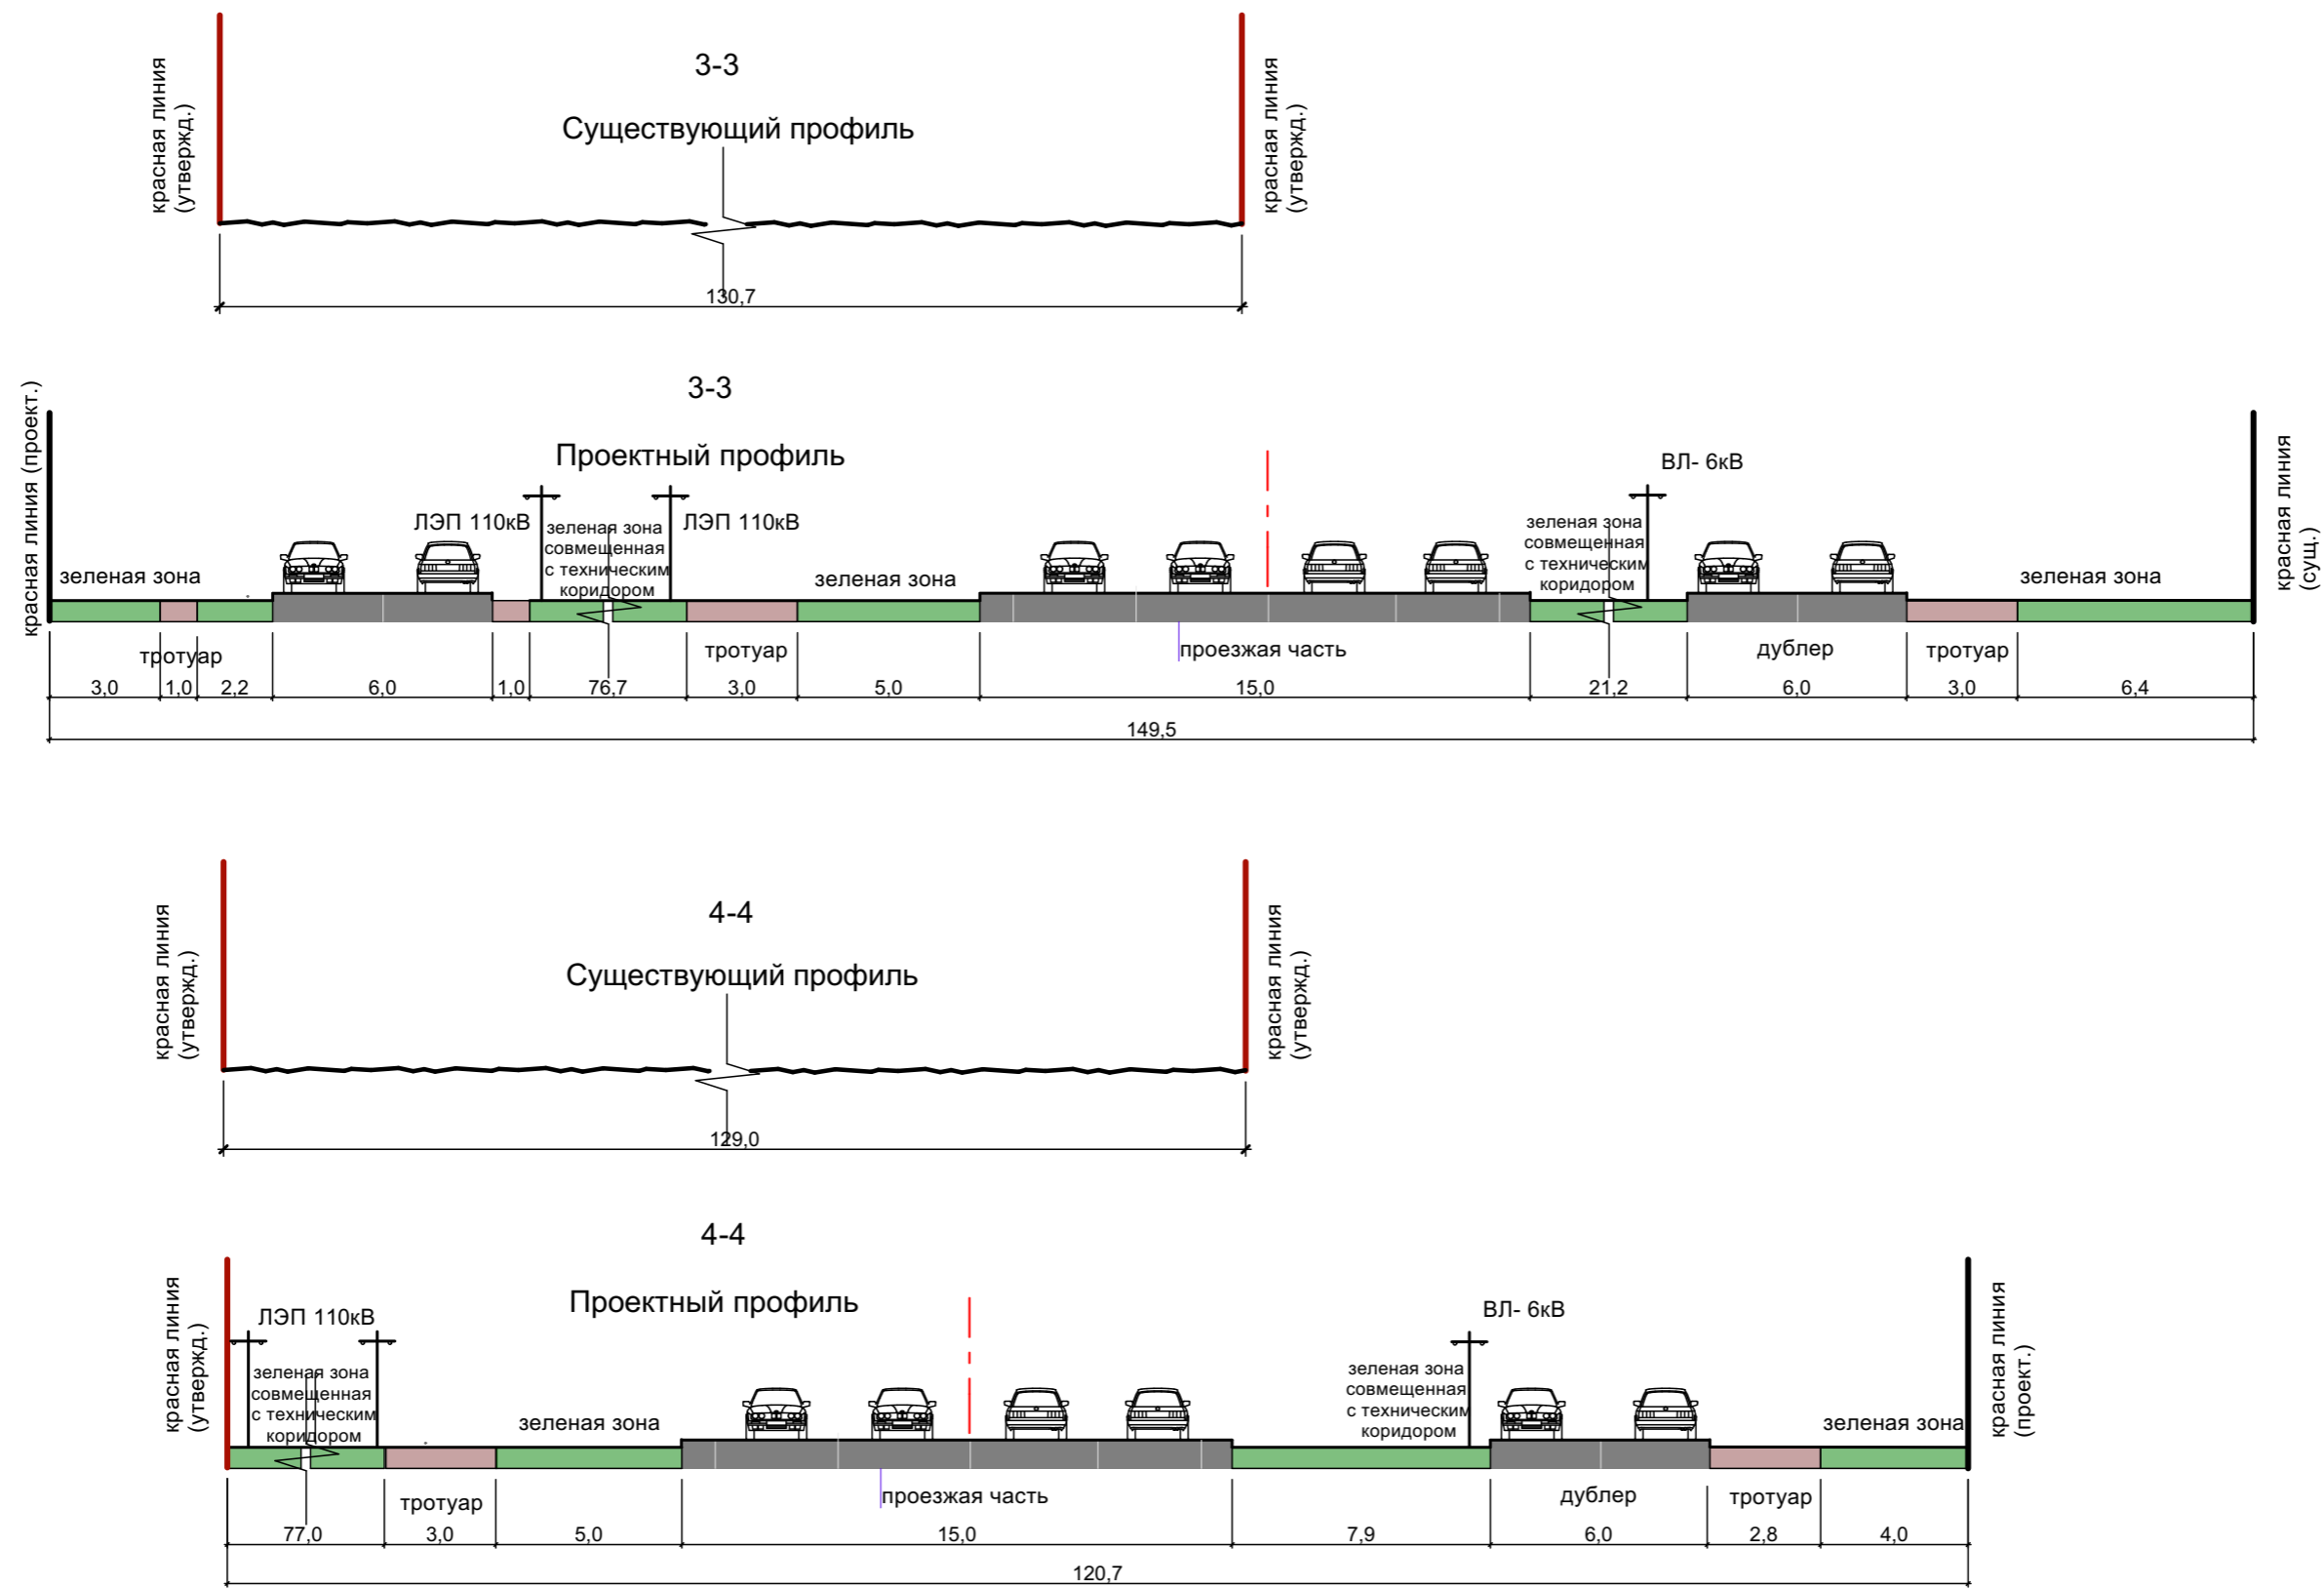 3-3
Существующий профиль
красная линия
(утвержд.)
красная линия
(утвержд.)
130,7
3-3
Проектный профиль
красная линия (проект.)
ЛЭП 110кВ
зеленая зона
совмещенная
с техническим
коридором
ЛЭП 110кВ
ВЛ- 6кВ
зеленая зона
совмещенная
с техническим
коридором
красная линия
(сущ.)
зеленая зона
зеленая зона
зеленая зона
тротуар
тротуар
проезжая часть
дублер
тротуар
3,0 1,0 2,2 6,0 1,0 76,7 3,0 5,0 15,0 21,2 6,0 3,0 6,4
149,5
4-4
Существующий профиль
красная линия
(утвержд.)
красная линия
(утвержд.)
129,0
4-4
Проектный профиль
красная линия
(утвержд.)
ЛЭП 110кВ
зеленая зона
совмещенная
с техническим
коридором
зеленая зона
ВЛ- 6кВ
зеленая зона
совмещенная
с техническим
коридором
зеленая зона
красная линия
(проект.)
тротуар
проезжая часть
дублер
тротуар
77,0 3,0 5,0 15,0 7,9 6,0 2,8 4,0
120,7